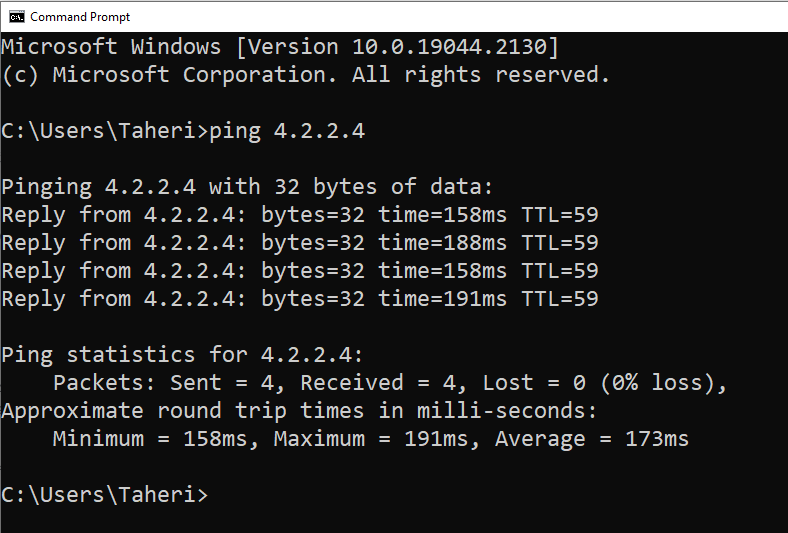 Command Prompt
Microsoft Windows [Version 10.0.19044.2130]
(c) Microsoft Corporation. All rights reserved.
C:\Users\Taheri>ping 4.2.2.4
Pinging 4.2.2.4 with 32 bytes of data:
Reply from 4.2.2.4: bytes=32 time=158ms TTL=59
Reply from 4.2.2.4: bytes=32 time=188ms TTL=59
Reply from 4.2.2.4: bytes=32 time=158ms TTL=59
Reply from 4.2.2.4: bytes=32 time=191ms TTL=59
Ping statistics for 4.2.2.4:
    Packets: Sent = 4, Received = 4, Lost = 0 (0% loss),
Approximate round trip times in milli-seconds:
    Minimum = 158ms, Maximum = 191ms, Average = 173ms
C:\Users\Taheri>